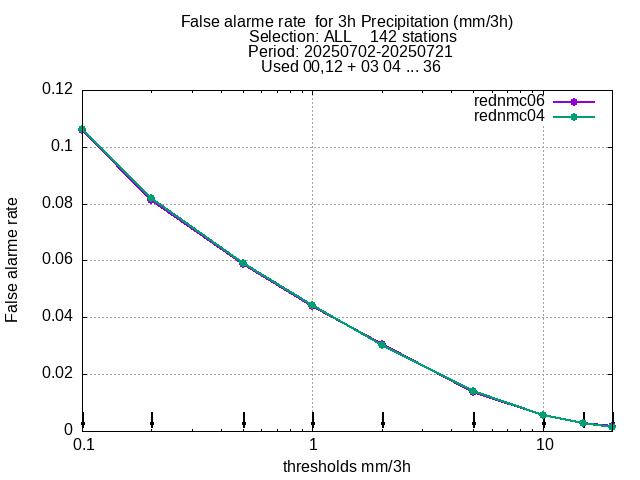 False alarme rate  for 3h Precipitation (mm/3h)
Selection: ALL    142 stations
Period: 20250702-20250721
Used 00,12 + 03 04 ... 36
rednmc06
rednmc04
0.12
0.1
0.08
0.06
0.04
0.02
0
False alarme rate
0.1
1
10
thresholds mm/3h